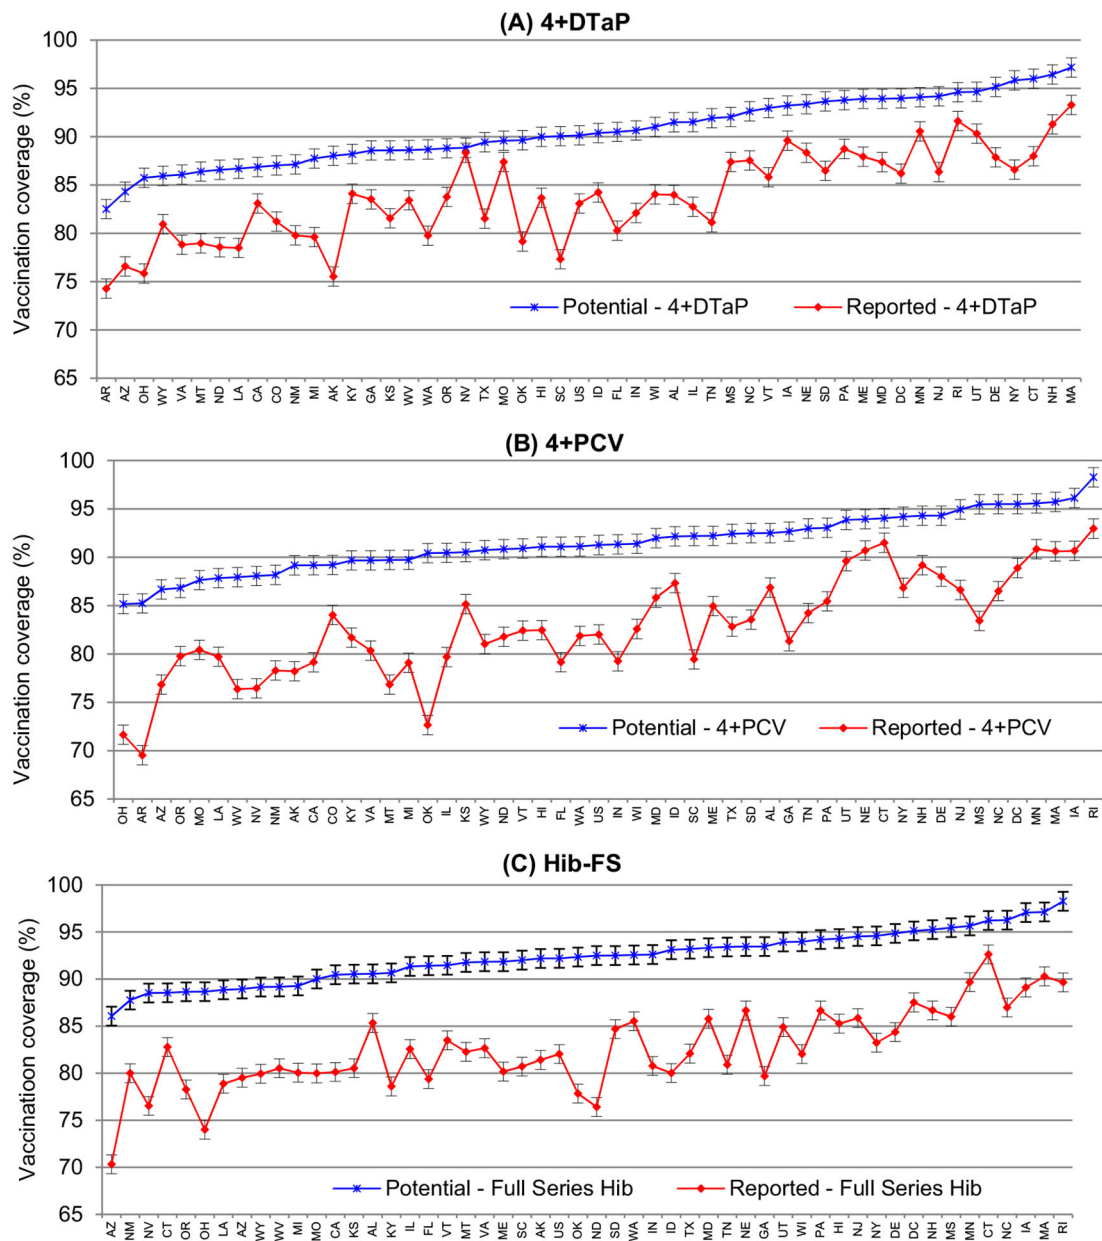 (A) 4+DTaP
Vaccination coverage (%)
100
95
90
85
80
75
70
65
Potential - 4+DTaP
Reported - 4+DTaP
AR AZ OH WY VA MT ND LA CA CO NM MI AK KY GA KS WV WA OR NV TX MO OK HI SC US ID FL IN WI AL IL TN MS NC VT IA NE SD PA ME MD DC MN NJ RI UT DE NY CT NH MA
(B) 4+PCV
Vaccination coverage (%)
100
95
90
85
80
75
70
65
Potential - 4+PCV
Reported - 4+PCV
OH AR AZ OR MO LA WV NV NM AK CA CO KY VA MT MI OK IL KS WY ND VT HI FL WA US IN WI MD ID SC ME TX SD AL GA TN PA UT NE CT NY NH DE NJ MS NC DC MN MA IA RI
(C) Hib-FS
Vaccinatioon coverage (%)
100
95
90
85
80
75
70
65
Potential - Full Series Hib
Reported - Full Series Hib
AZ NM NV CT OR OH LA AZ WY WV MI MO CA KS AL KY IL FL VT MT VA ME SC AK US OK ND SD WA IN ID TX MD TN NE GA UT WI PA HI NJ NY DE DC NH MS MN CT NC IA MA RI